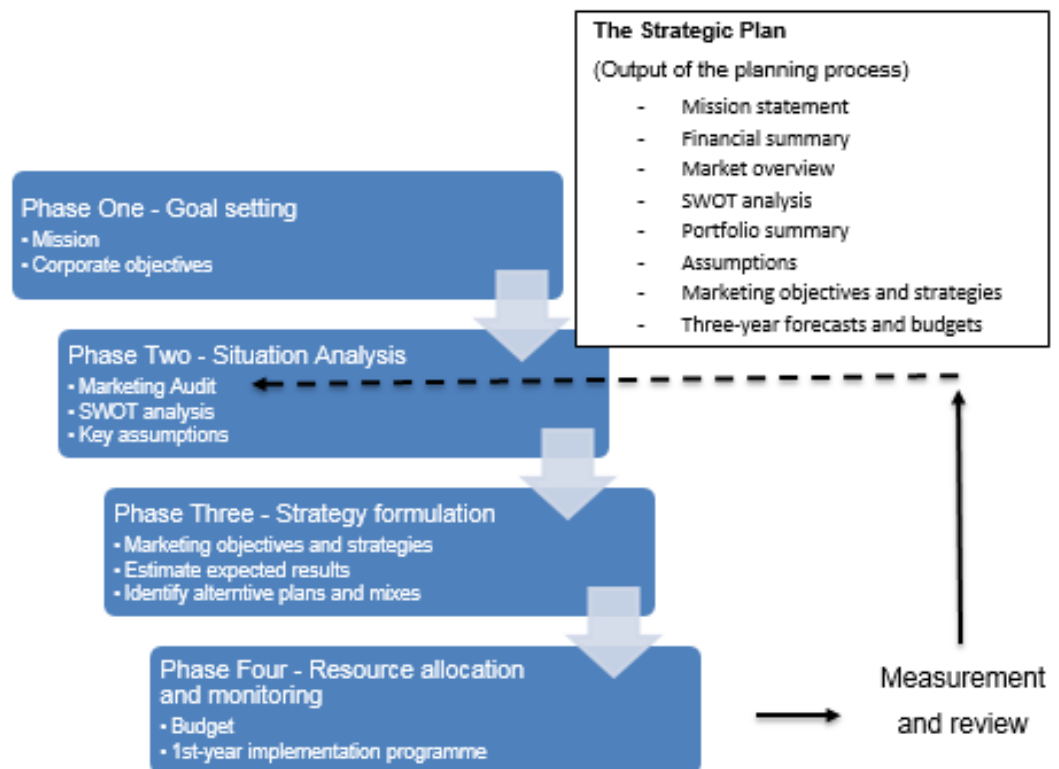 The Strategic Plan
(Output of the planning process)
- Mission statement
- Financial summary
- Market overview
- SWOT analysis
- Portfolio summary
- Assumptions
- Marketing objectives and strategies
- Three-year forecasts and budgets
Phase One - Goal setting
▪ Mission
▪ Corporate objectives
Phase Two - Situation Analysis
▪ Marketing Audit
▪ SWOT analysis
▪ Key assumptions
Phase Three - Strategy formulation
▪ Marketing objectives and strategies
▪ Estimate expected results
▪ Identify alterntive plans and mixes
Phase Four - Resource allocation
and monitoring
▪ Budget
▪ 1st-year implementation programme
Measurement
and review